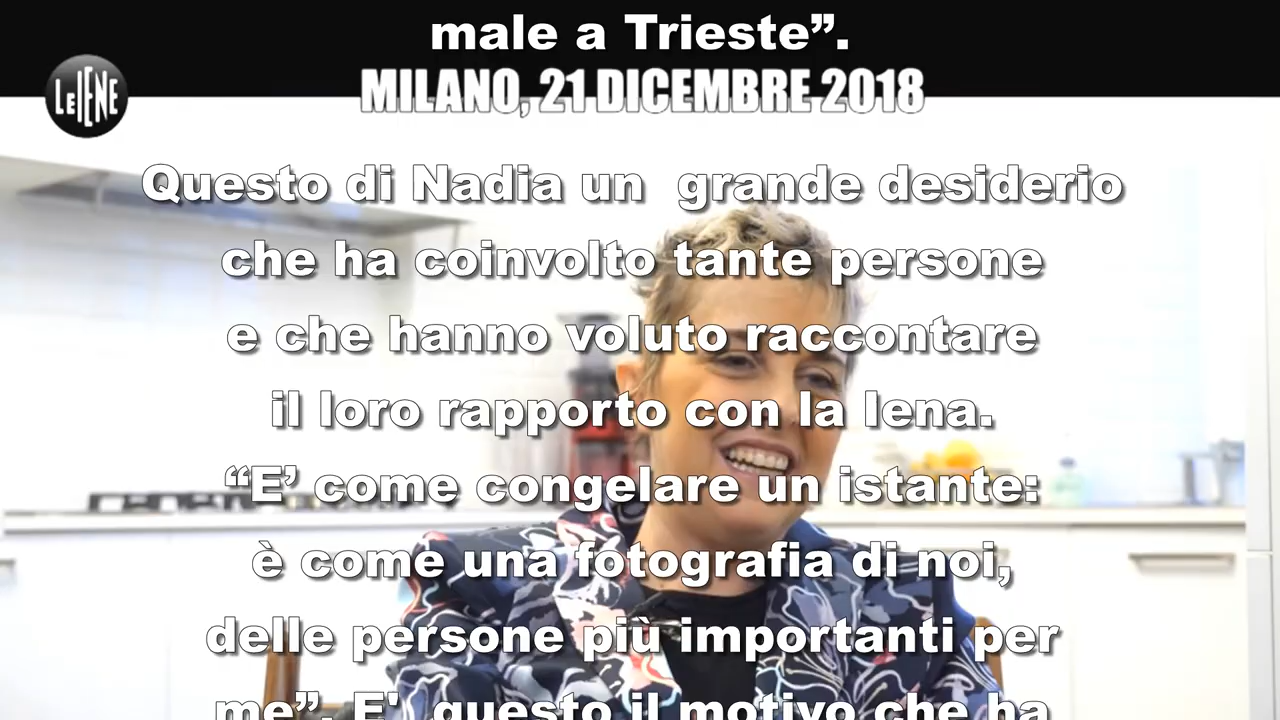 male a Trieste”.
LE IENE
MILANO, 21 DICEMBRE 2018
Questo di Nadia un grande desiderio
che ha coinvolto tante persone
e che hanno voluto raccontare
il loro rapporto con la Iena.
“E’ come congelare un istante:
è come una fotografia di noi,
delle persone più importanti per
me”. E' questo il motivo che ha